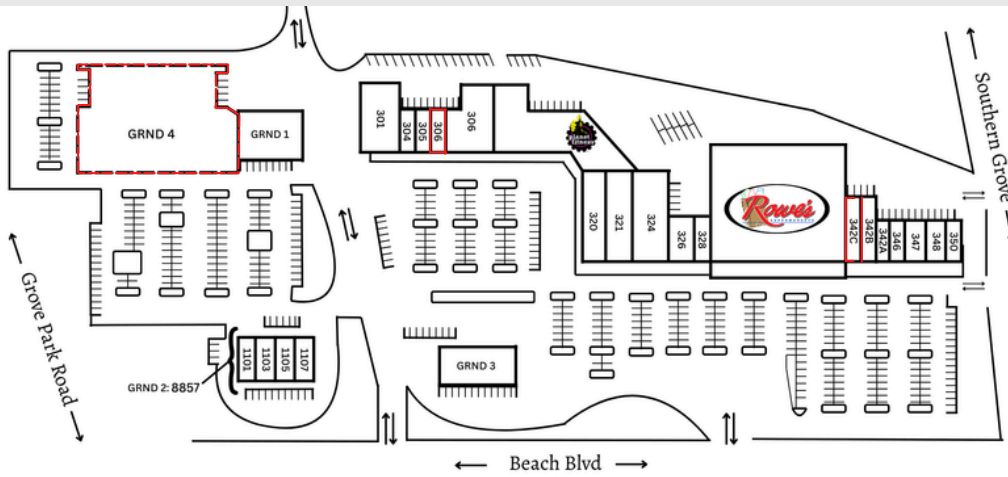 GRND 4
GRND 1
301
304
305
306
306
planet fitness
320
321
324
326
328
Rowe's
342C
342B
342A
346
347
348
350
Southern Grove
Grove Park Road
1101
1103
1105
1107
GRND 2: 8857
GRND 3
Beach Blvd